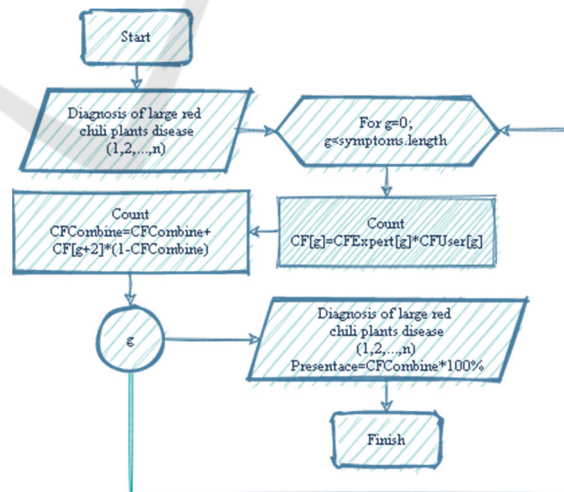 Start
Diagnosis of large red
chili plants disease
(1,2,...,n)
For g=0;
g<symptoms.length
Count
CF[g]=CFExpert[g]*CFUser[g]
Count
CFCombine=CFCombine+
CF[g+2]*(1-CFCombine)
g
Diagnosis of large red
chili plants disease
(1,2,...,n)
Presentace=CFCombine*100%
Finish